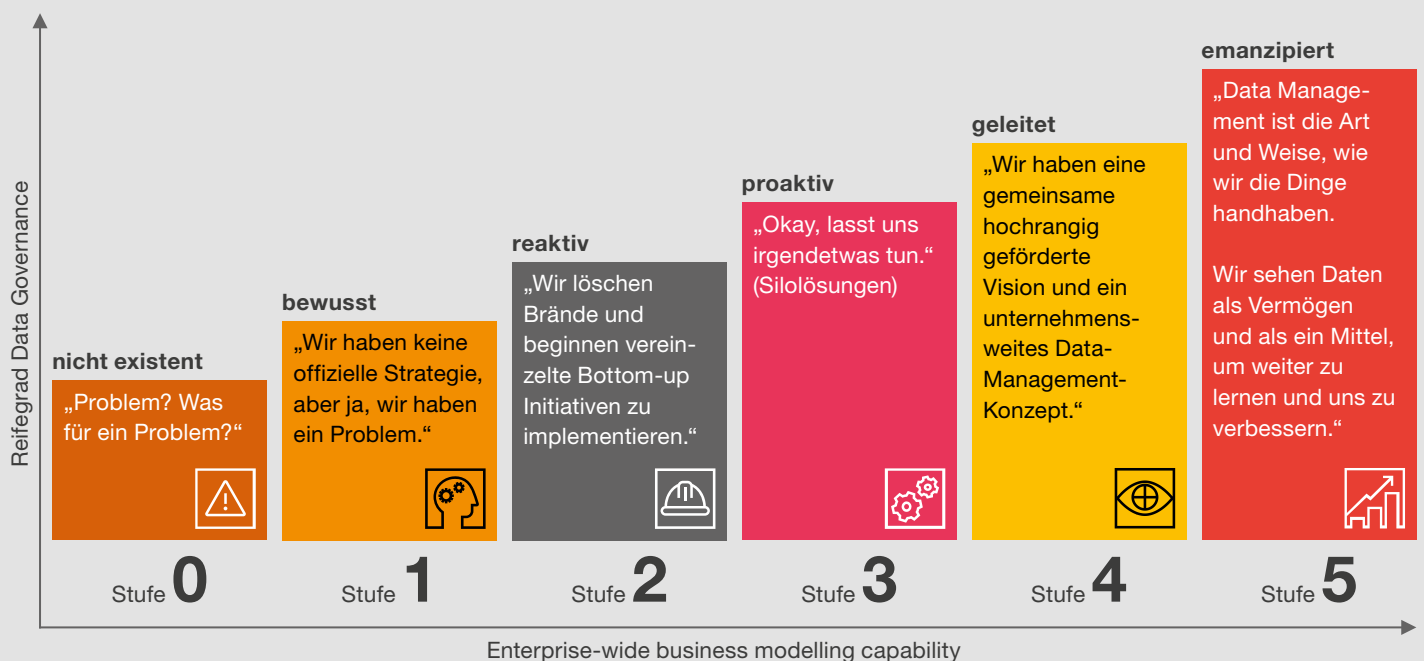 Reifegrad Data Governance
nicht existent
„Problem? Was
für ein Problem?“
Stufe 0
bewusst
„Wir haben keine
offizielle Strategie,
aber ja, wir haben
ein Problem.“
Stufe 1
reaktiv
„Wir löschen
Brände und
beginnen verein-
zelte Bottom-up
Initiativen zu
implementieren.“
Stufe 2
proaktiv
„Okay, lasst uns
irgendetwas tun.“
(Silolösungen)
Stufe 3
geleitet
„Wir haben eine
gemeinsame
hochrangig
geförderte
Vision und ein
unternehmens-
weites Data-
Management-
Konzept.“
Stufe 4
emanzipiert
„Data Manage-
ment ist die Art
und Weise, wie
wir die Dinge
handhaben.
Wir sehen Daten
als Vermögen
und als ein Mittel,
um weiter zu
lernen und uns zu
verbessern.“
Stufe 5
Enterprise-wide business modelling capability